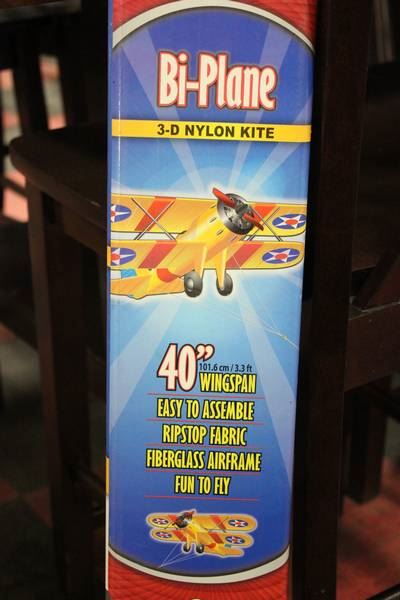 Bi-Plane
3-D NYLON KITE
40”
101.6 cm / 3.3 ft
WINGSPAN
EASY TO ASSEMBLE
RIPSTOP FABRIC
FIBERGLASS AIRFRAME
FUN TO FLY